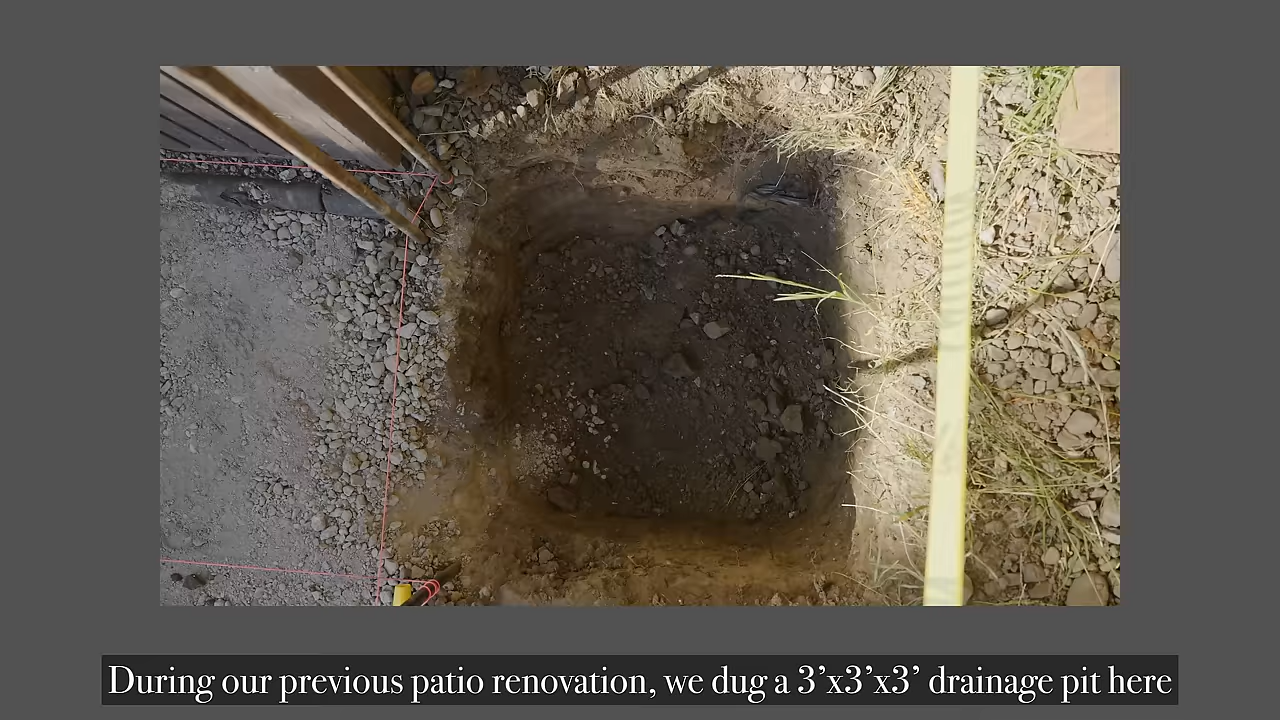 During our previous patio renovation, we dug a 3’x3’x3’ drainage pit here